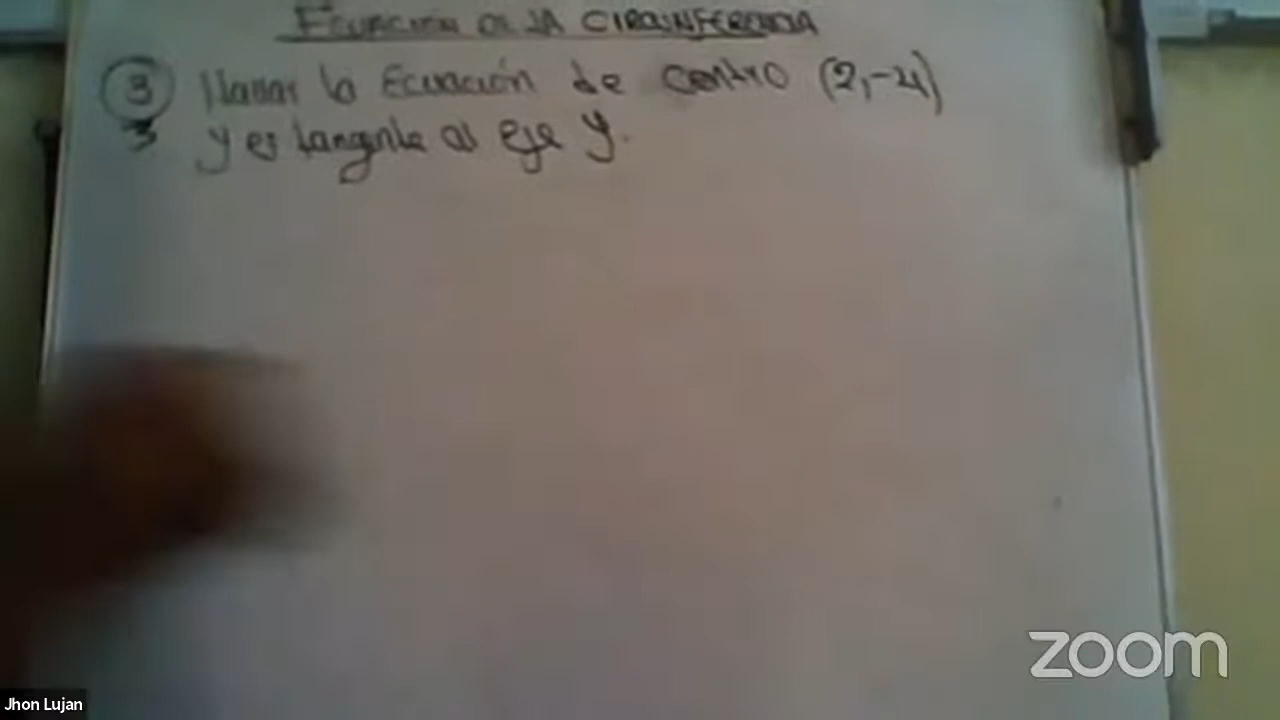 ECUACIÓN DE LA CIRCUNFERENCIA
3 Hallar la Ecuación de centro (2,-4)
3 y es tangente al eje y.
zoom
Jhon Lujan